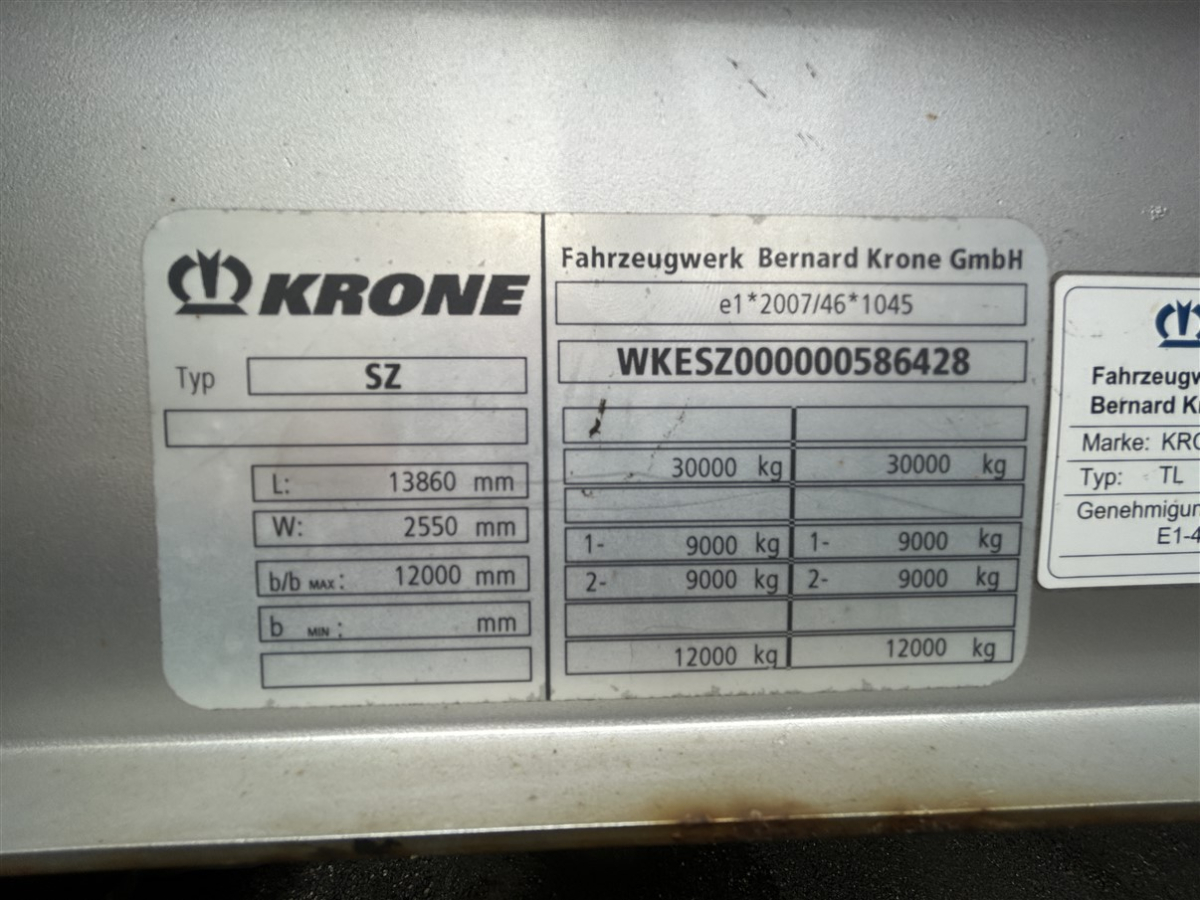 KRONE
Typ SZ
L: 13860 mm
W: 2550 mm
b/b MAX: 12000 mm
b MIN: mm
Fahrzeugwerk Bernard Krone GmbH
e1*2007/46*1045
WKESZ000000586428
30000 kg 30000 kg
1- 9000 kg 1- 9000 kg
2- 9000 kg 2- 9000 kg
12000 kg 12000 kg
Fahrzeugw
Bernard K
Marke: KRO
Typ: TL
Genehmigun
E1-4